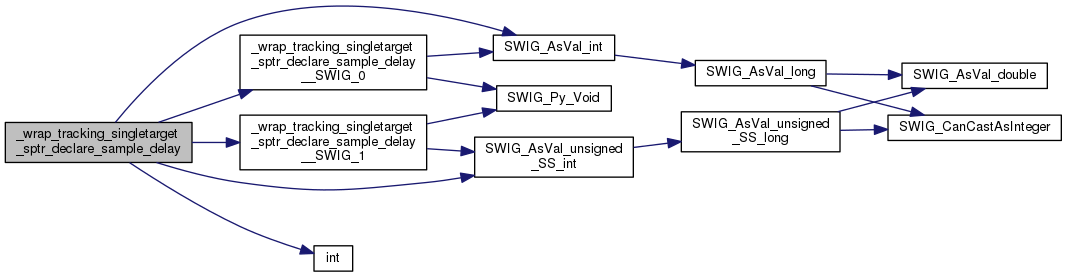 _wrap_tracking_singletarget
_sptr_declare_sample_delay
_wrap_tracking_singletarget
_sptr_declare_sample_delay
__SWIG_0
_wrap_tracking_singletarget
_sptr_declare_sample_delay
__SWIG_1
int
SWIG_AsVal_int
SWIG_Py_Void
SWIG_AsVal_unsigned
_SS_int
SWIG_AsVal_long
SWIG_AsVal_unsigned
_SS_long
SWIG_AsVal_double
SWIG_CanCastAsInteger